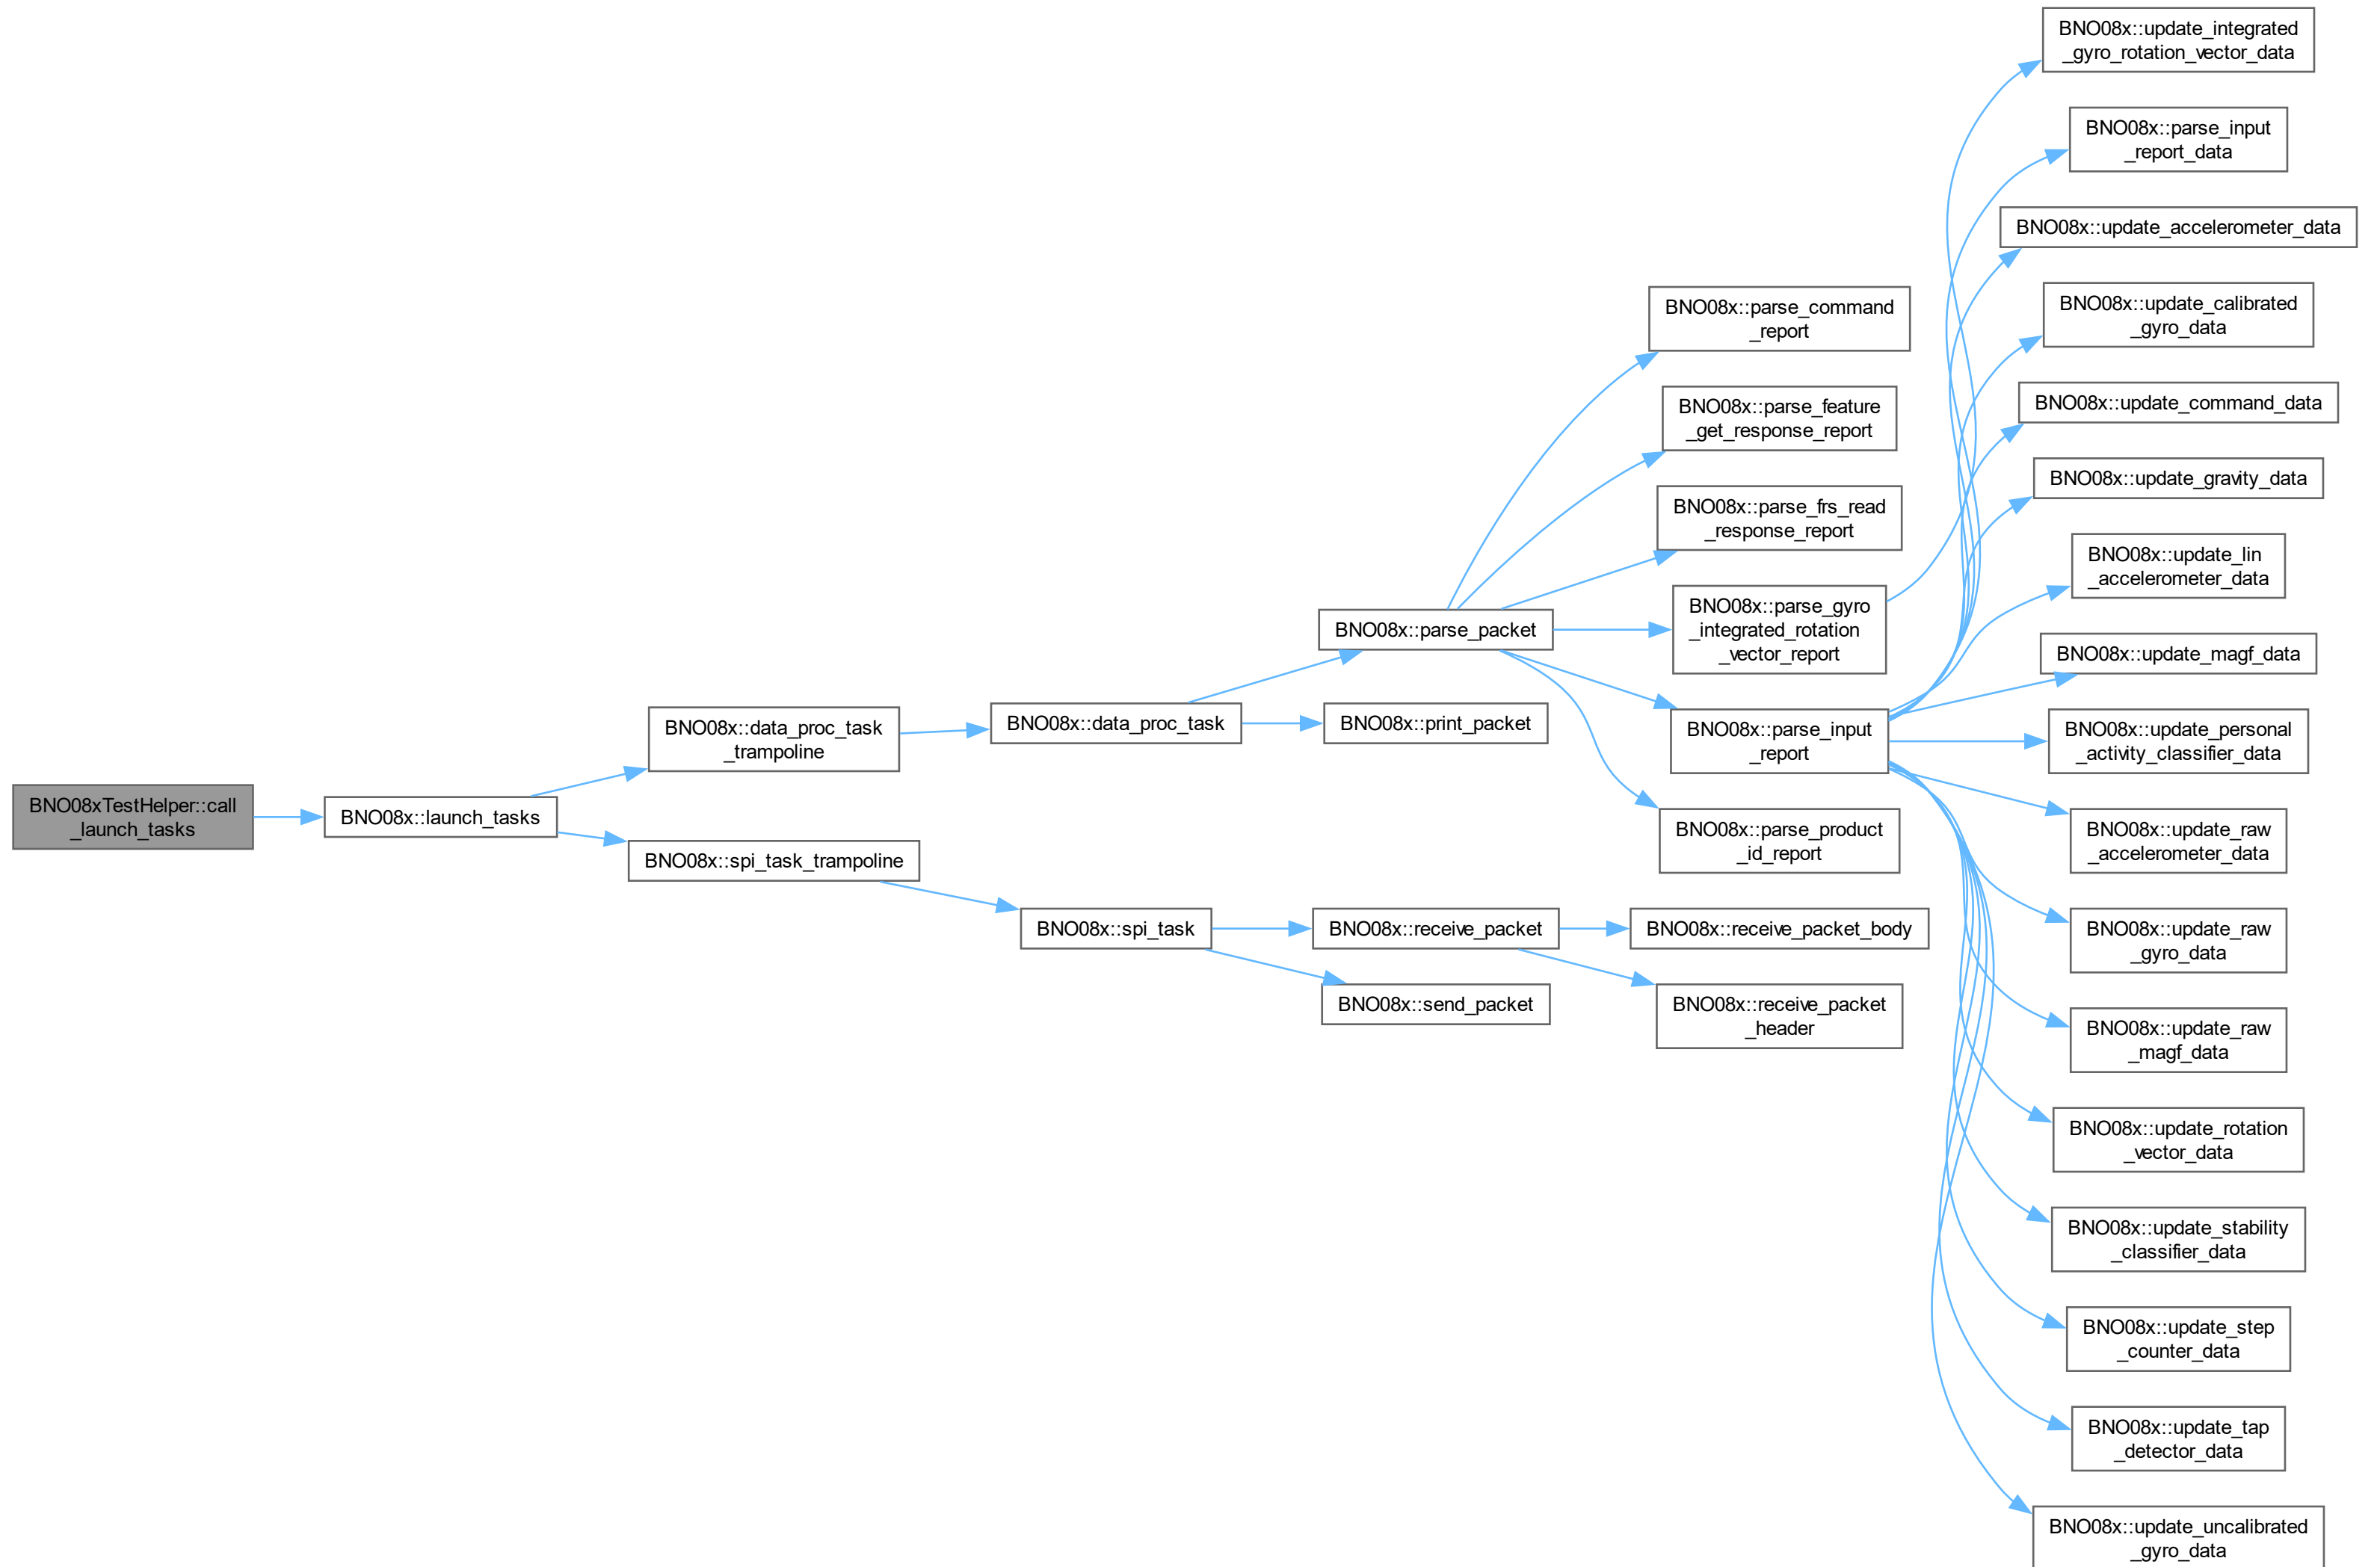 BNO08xTestHelper::call
_launch_tasks
BNO08x::launch_tasks
BNO08x::data_proc_task
_trampoline
BNO08x::spi_task_trampoline
BNO08x::data_proc_task
BNO08x::spi_task
BNO08x::parse_packet
BNO08x::print_packet
BNO08x::receive_packet
BNO08x::send_packet
BNO08x::parse_command
_report
BNO08x::parse_feature
_get_response_report
BNO08x::parse_frs_read
_response_report
BNO08x::parse_gyro
_integrated_rotation
_vector_report
BNO08x::parse_input
_report
BNO08x::parse_product
_id_report
BNO08x::receive_packet_body
BNO08x::receive_packet
_header
BNO08x::update_integrated
_gyro_rotation_vector_data
BNO08x::parse_input
_report_data
BNO08x::update_accelerometer_data
BNO08x::update_calibrated
_gyro_data
BNO08x::update_command_data
BNO08x::update_gravity_data
BNO08x::update_lin
_accelerometer_data
BNO08x::update_magf_data
BNO08x::update_personal
_activity_classifier_data
BNO08x::update_raw
_accelerometer_data
BNO08x::update_raw
_gyro_data
BNO08x::update_raw
_magf_data
BNO08x::update_rotation
_vector_data
BNO08x::update_stability
_classifier_data
BNO08x::update_step
_counter_data
BNO08x::update_tap
_detector_data
BNO08x::update_uncalibrated
_gyro_data